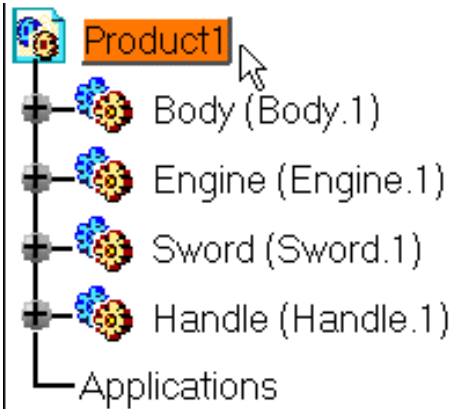 Product1
Body (Body.1)
Engine (Engine.1)
Sword (Sword.1)
Handle (Handle.1)
Applications